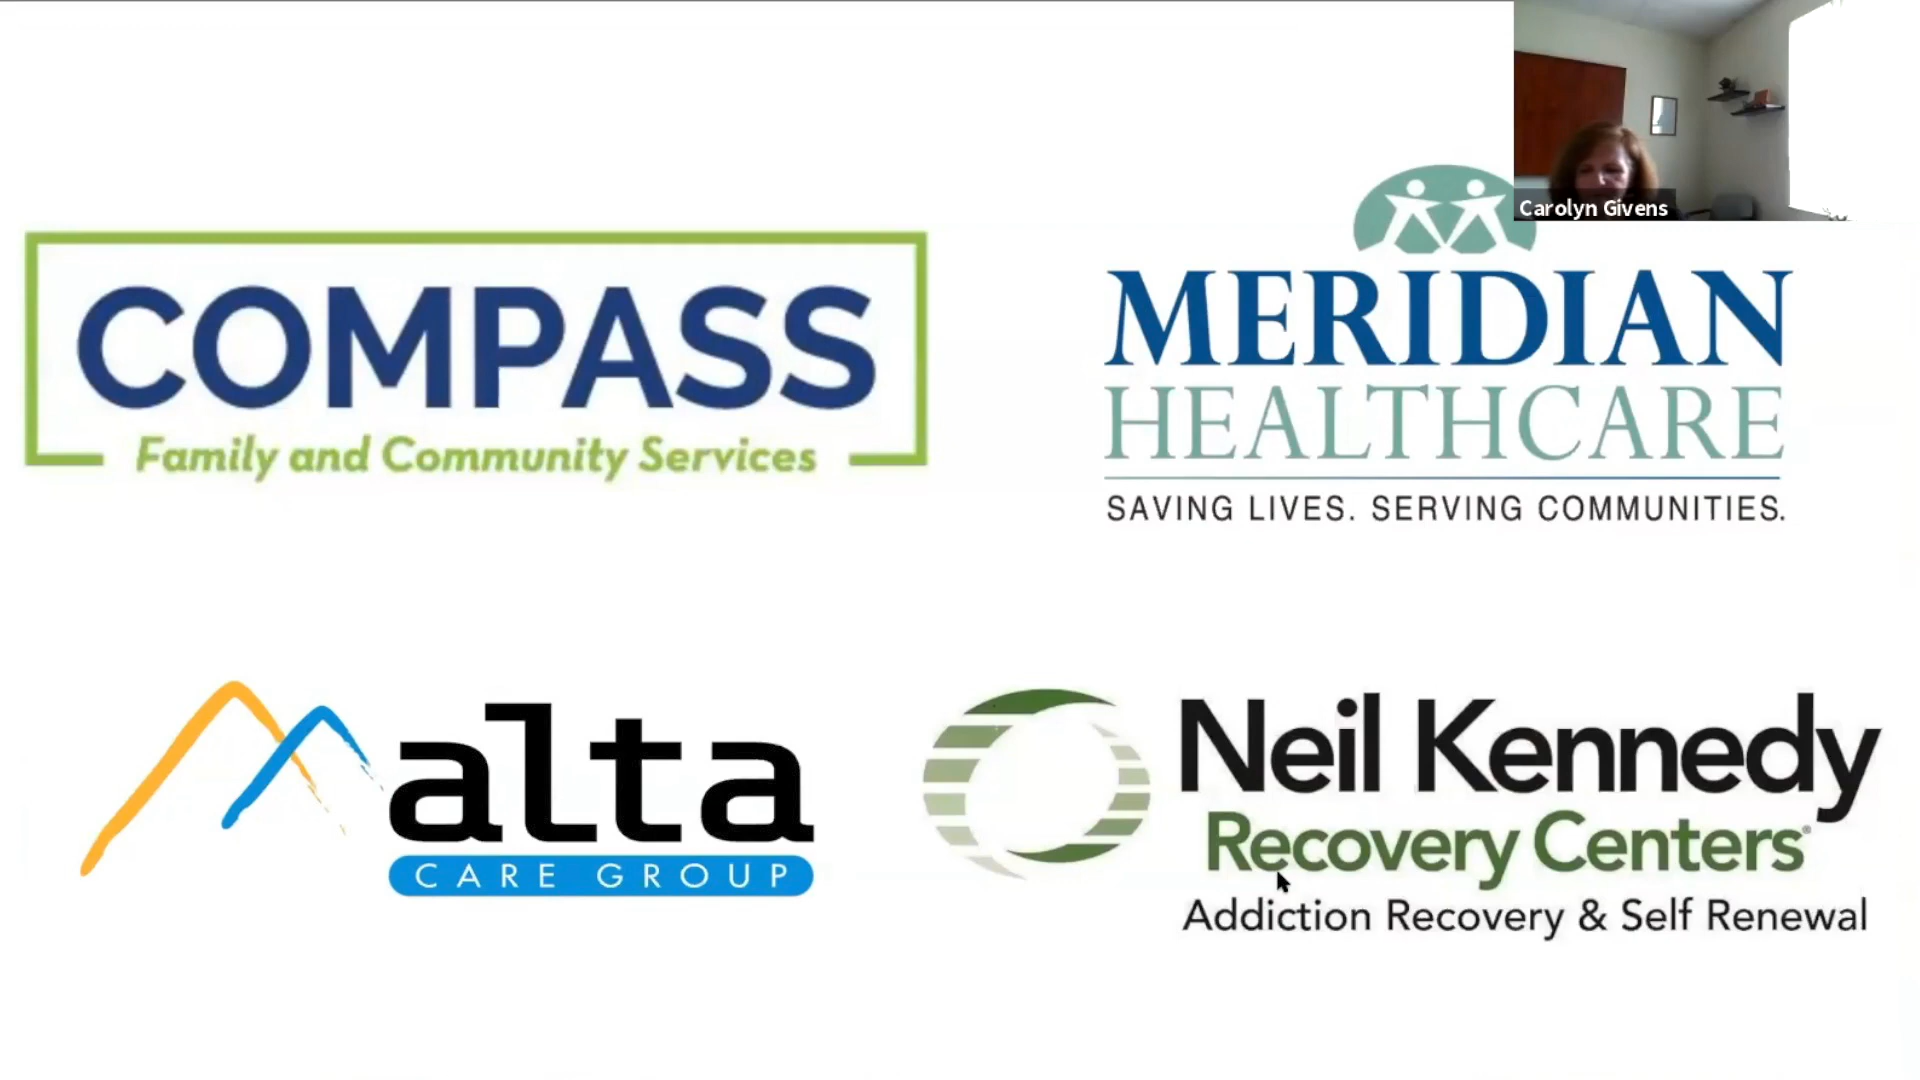 Carolyn Givens
COMPASS
Family and Community Services
MERIDIAN
HEALTHCARE
SAVING LIVES. SERVING COMMUNITIES.
alta
CARE GROUP
Neil Kennedy
Recovery Centers®
Addiction Recovery & Self Renewal